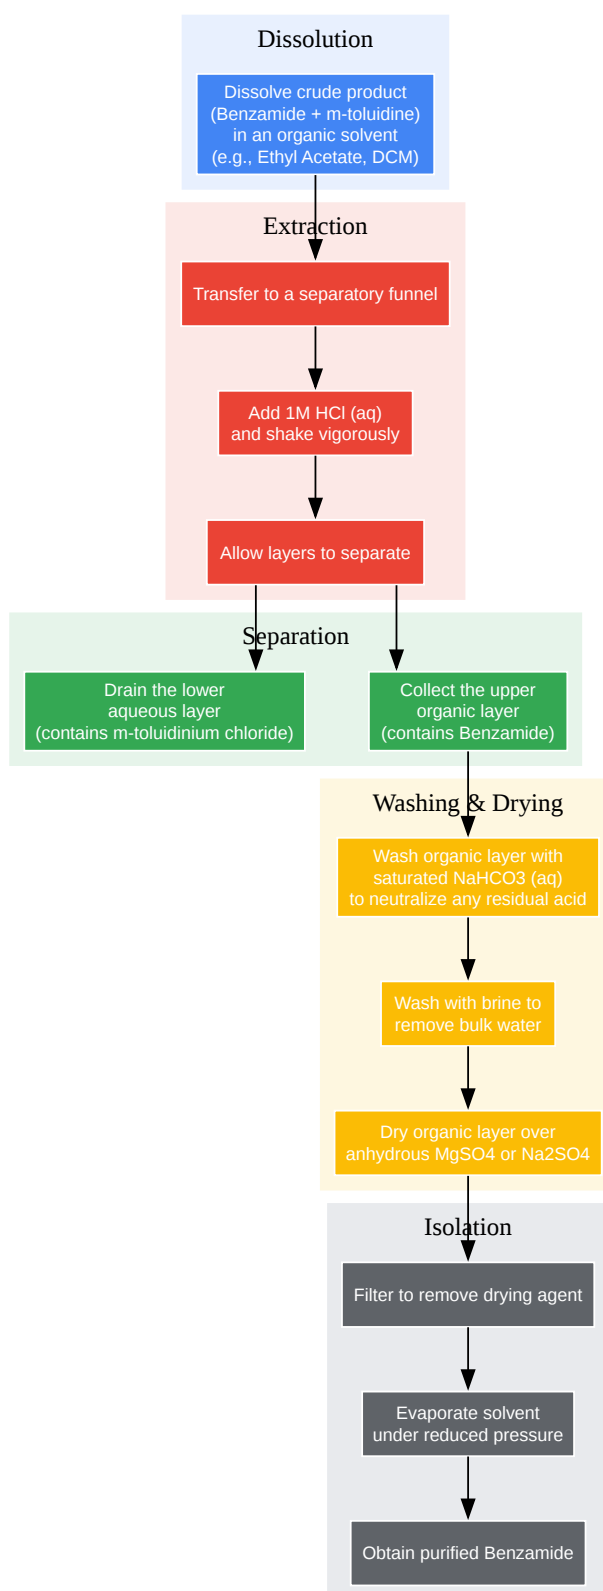 Dissolution
Dissolve crude product
(Benzamide + m-toluidine)
in an organic solvent
(e.g., Ethyl Acetate, DCM)
Extraction
Transfer to a separatory funnel
Add 1M HCl (aq)
and shake vigorously
Allow layers to separate
Separation
Drain the lower
aqueous layer
(contains m-toluidinium chloride)
Collect the upper
organic layer
(contains Benzamide)
Washing & Drying
Wash organic layer with
saturated NaHCO3 (aq)
to neutralize any residual acid
Wash with brine to
remove bulk water
Dry organic layer over
anhydrous MgSO4 or Na2SO4
Isolation
Filter to remove drying agent
Evaporate solvent
under reduced pressure
Obtain purified Benzamide